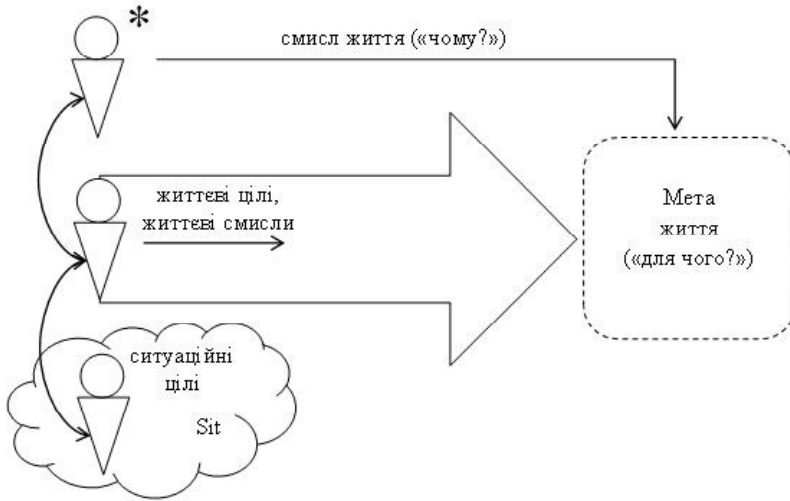 *
смисл життя («чому?»)
життєві цілі,
життєві смисли
Мета
життя
(«для чого?»)
ситуаційні
цілі
Sit